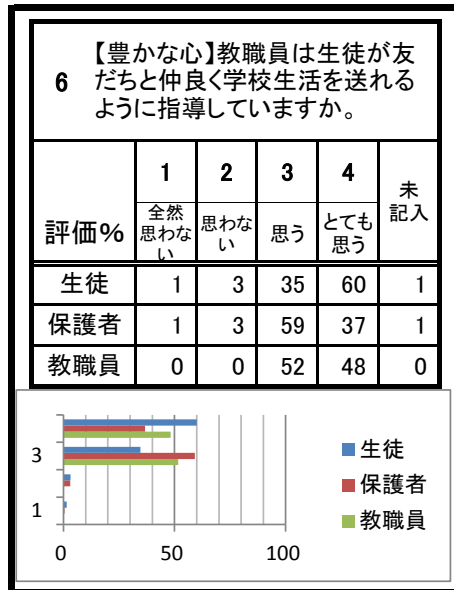 6 【豊かな心】教職員は生徒が友
だちと仲良く学校生活を送れる
ように指導していますか。
評価% 1 2 3 4 未
記入
全然
思わな
い 思わな
い 思う とても
思う
生徒 1 3 35 60 1
保護者 1 3 59 37 1
教職員 0 0 52 48 0
3
1
0 50 100
生徒
保護者
教職員